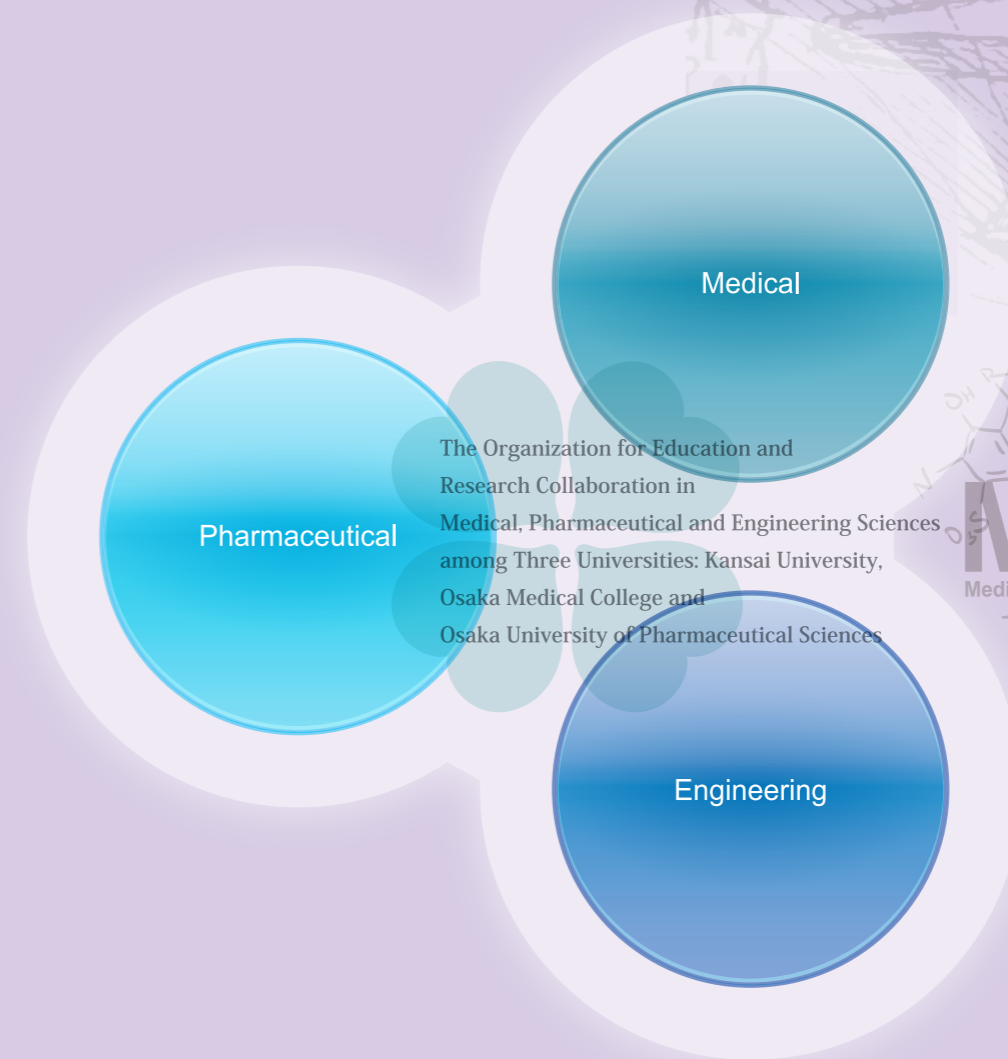 Medical
Pharmaceutical
The Organization for Education and
Research Collaboration in
Medical, Pharmaceutical and Engineering Sciences
among Three Universities: Kansai University,
Osaka Medical College and
Osaka University of Pharmaceutical Sciences
Engineering